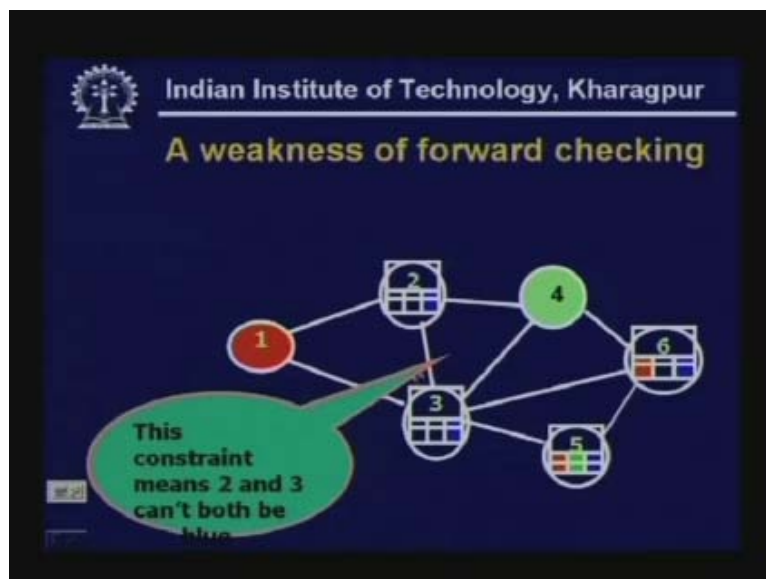 Indian Institute of Technology, Kharagpur
A weakness of forward checking
2
4
1
6
3
5
This
constraint
means 2 and 3
can't both be
blue